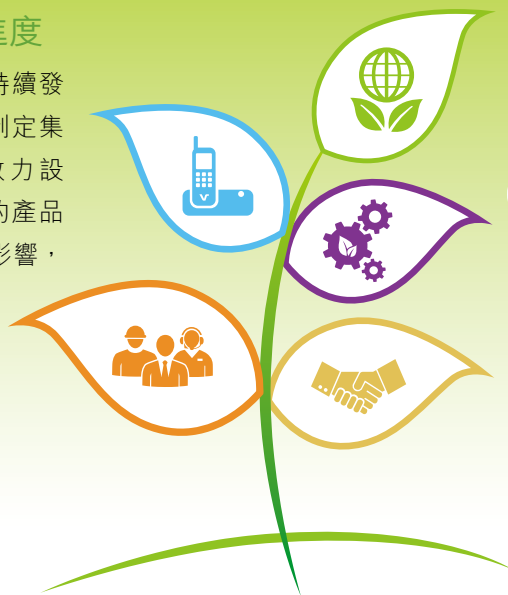 進度
持續發
制定集
致力設
的產品
影響，